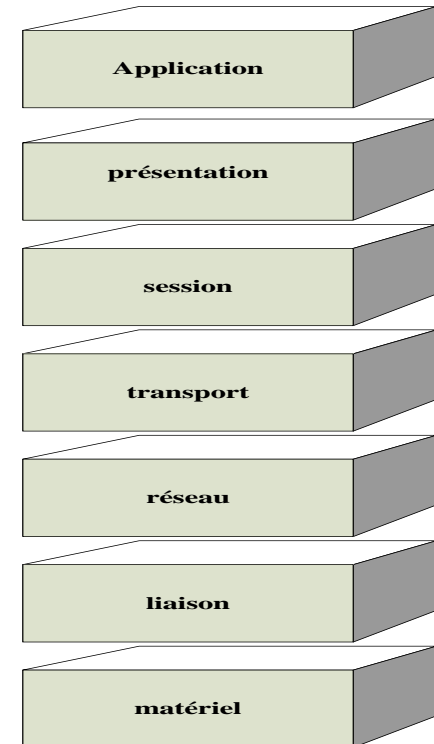 Application
présentation
session
transport
réseau
liaison
matériel